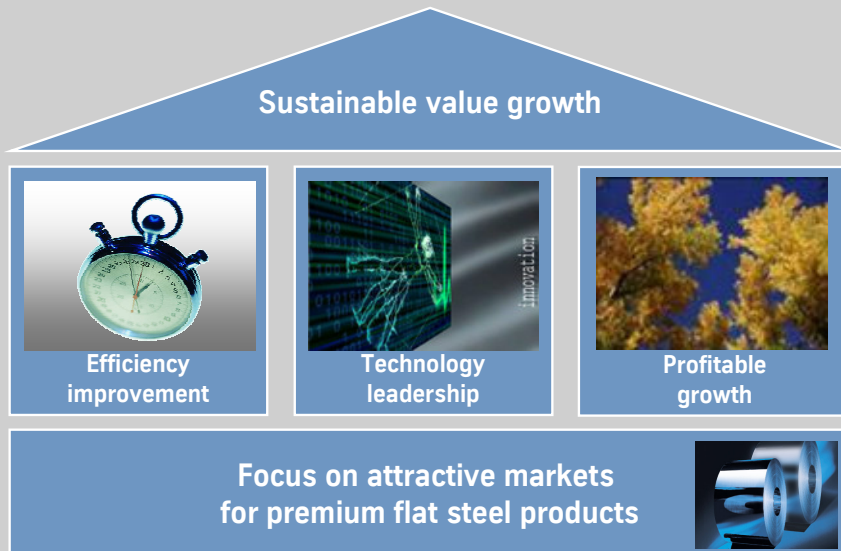 Sustainable value growth
innovation
Efficiency
improvement
Technology
leadership
Profitable
growth
Focus on attractive markets
for premium flat steel products